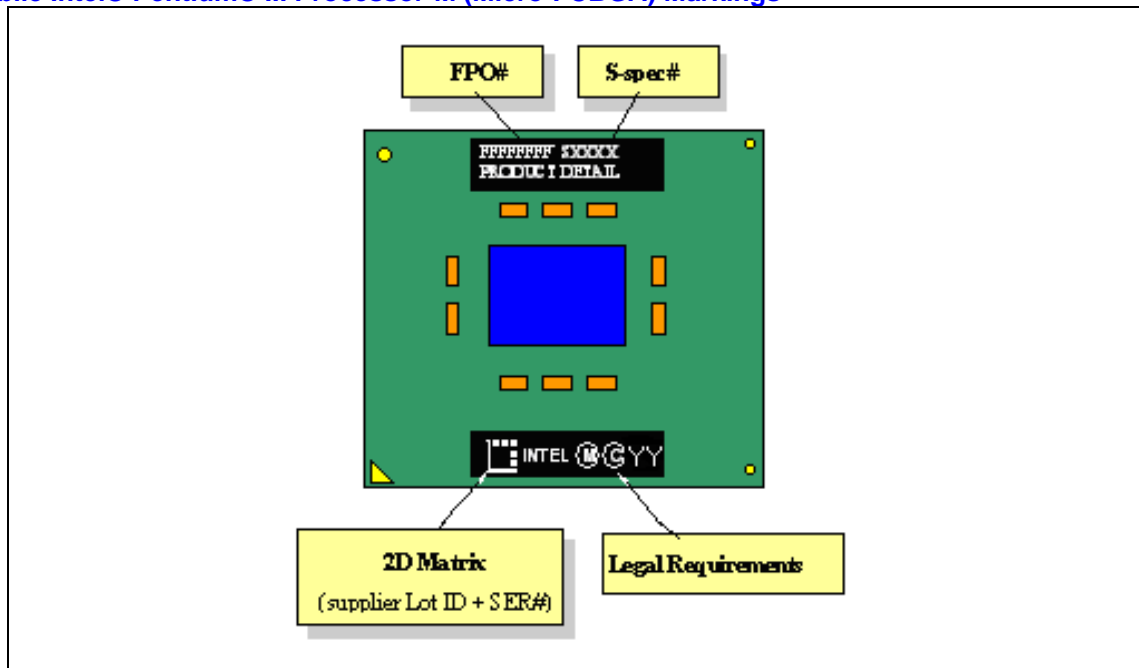 FPO#
S-spec#
FFFFFFFF SXXXX
PRODUCT DETAIL
INTEL Ⓜ Ⓒ YY
2D Matrix
(supplier Lot ID + SER#)
Legal Requirements